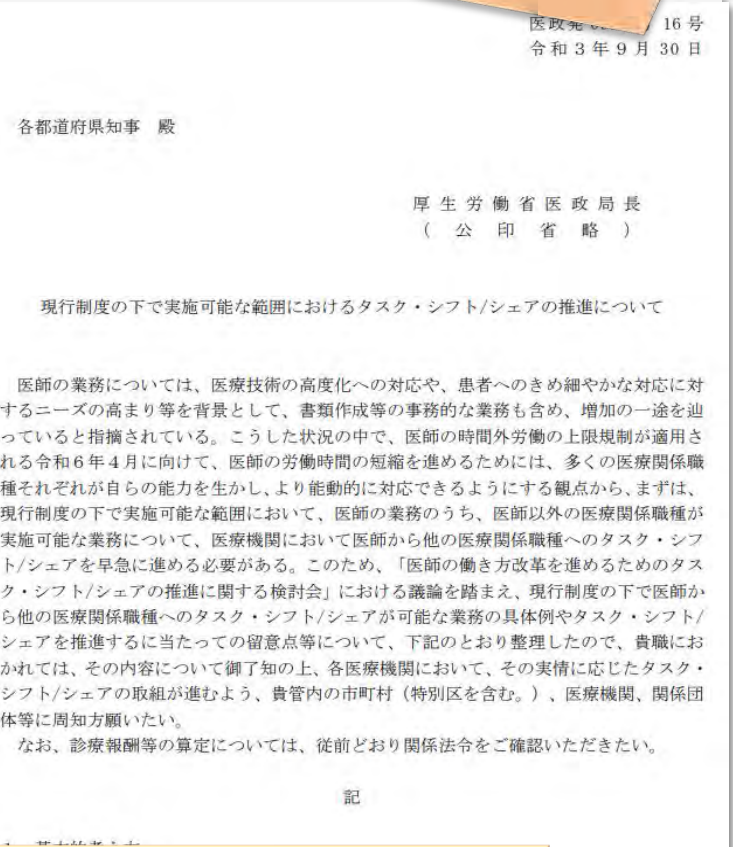 医政発 16 号
令和３年９月 30 日
各都道府県知事　殿
厚生労働省医政局長
（公印省略）
現行制度の下で実施可能な範囲におけるタスク・シフト/シェアの推進について
医師の業務については、医療技術の高度化への対応や、患者へのきめ細やかな対応に対
するニーズの高まり等を背景として、書類作成等の事務的な業務も含め、増加の一途を辿
っていると指摘されている。こうした状況の中で、医師の時間外労働の上限規制が適用さ
れる令和６年４月に向けて、医師の労働時間の短縮を進めるためには、多くの医療関係職
種それぞれが自らの能力を生かし、より能動的に対応できるようにする観点から、まずは、
現行制度の下で実施可能な範囲において、医師の業務のうち、医師以外の医療関係職種が
実施可能な業務について、医療機関において医師から他の医療関係職種へのタスク・シフ
ト/シェアを早急に進める必要がある。このため、「医師の働き方改革を進めるためのタス
ク・シフト/シェアの推進に関する検討会」における議論を踏まえ、現行制度の下で医師か
ら他の医療関係職種へのタスク・シフト/シェアが可能な業務の具体例やタスク・シフト/
シェアを推進するに当たっての留意点等について、下記のとおり整理したので、貴職にお
かれては、その内容について御了知の上、各医療機関において、その実情に応じたタスク・
シフト/シェアの取組が進むよう、貴管内の市町村（特別区を含む。）、医療機関、関係団
体等に周知方願いたい。
なお、診療報酬等の算定については、従前どおり関係法令をご確認いただきたい。
記